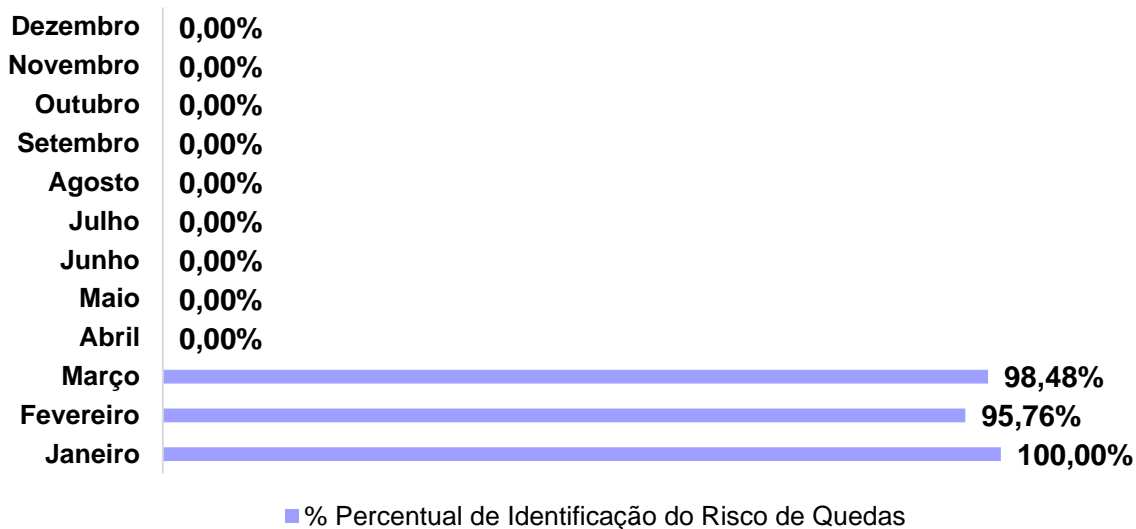 Dezembro 0,00%
Novembro 0,00%
Outubro 0,00%
Setembro 0,00%
Agosto 0,00%
Julho 0,00%
Junho 0,00%
Maio 0,00%
Abril 0,00%
Março 98,48%
Fevereiro 95,76%
Janeiro 100,00%
% Percentual de Identificação do Risco de Quedas